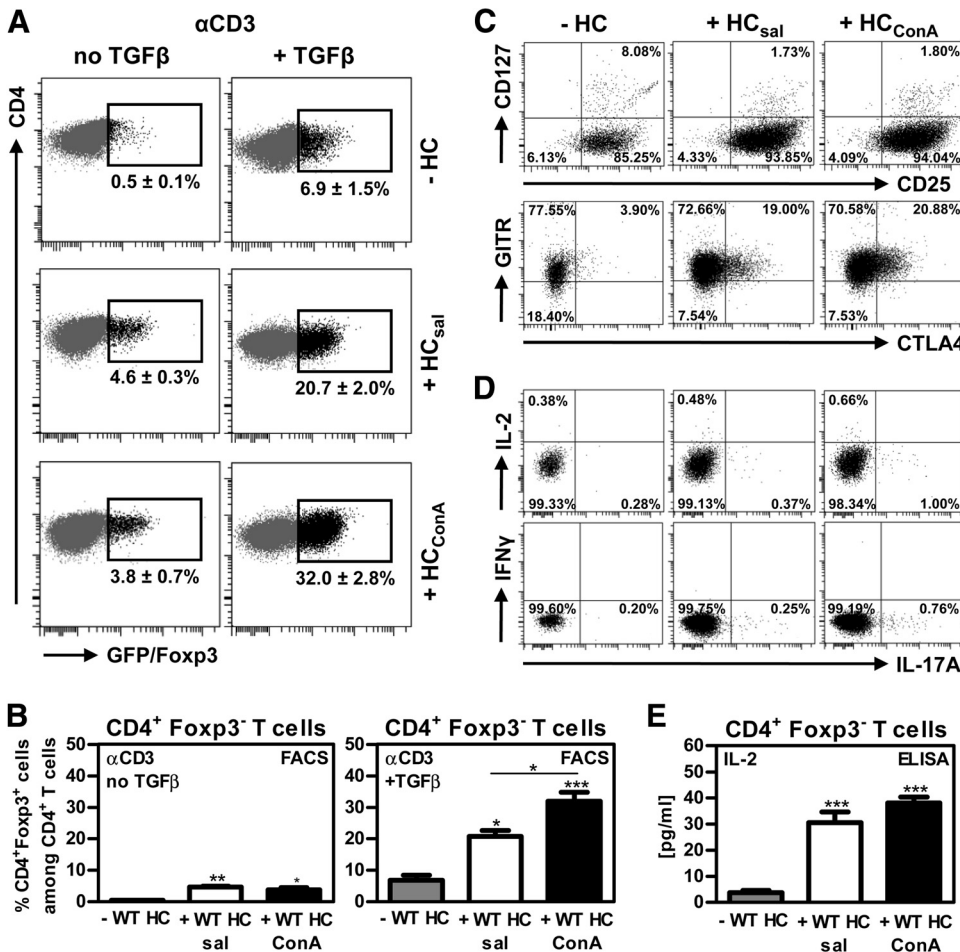 A
αCD3
no TGFβ
+ TGFβ
CD4
0.5 ± 0.1%
6.9 ± 1.5%
- HC
4.6 ± 0.3%
20.7 ± 2.0%
+ HCsal
3.8 ± 0.7%
32.0 ± 2.8%
+ HCConA
GFP/Foxp3
C
- HC
+ HCsal
+ HCConA
CD127
8.08%
1.73%
1.80%
6.13%
85.25%
4.33%
93.85%
4.09%
94.04%
CD25
GITR
77.55%
3.90%
72.66%
19.00%
70.58%
20.88%
18.40%
7.54%
7.53%
CTLA4
D
IL-2
0.38%
0.48%
0.66%
99.33%
0.28%
99.13%
0.37%
98.34%
1.00%
IFNγ
99.60%
0.20%
99.75%
0.25%
99.19%
0.76%
IL-17A
B
% CD4+Foxp3+ cells
among CD4+ T cells
CD4+ Foxp3- T cells
αCD3
no TGFβ
FACS
50
40
30
20
10
0
**
*
- WT HC
+ WT HC
sal
+ WT HC
ConA
CD4+ Foxp3- T cells
αCD3
+TGFβ
FACS
50
40
30
20
10
0
*
*
***
- WT HC
+ WT HC
sal
+ WT HC
ConA
E
CD4+ Foxp3- T cells
IL-2
ELISA
[pg/ml]
60
50
40
30
20
10
0
***
***
- WT HC
+ WT HC
sal
+ WT HC
ConA